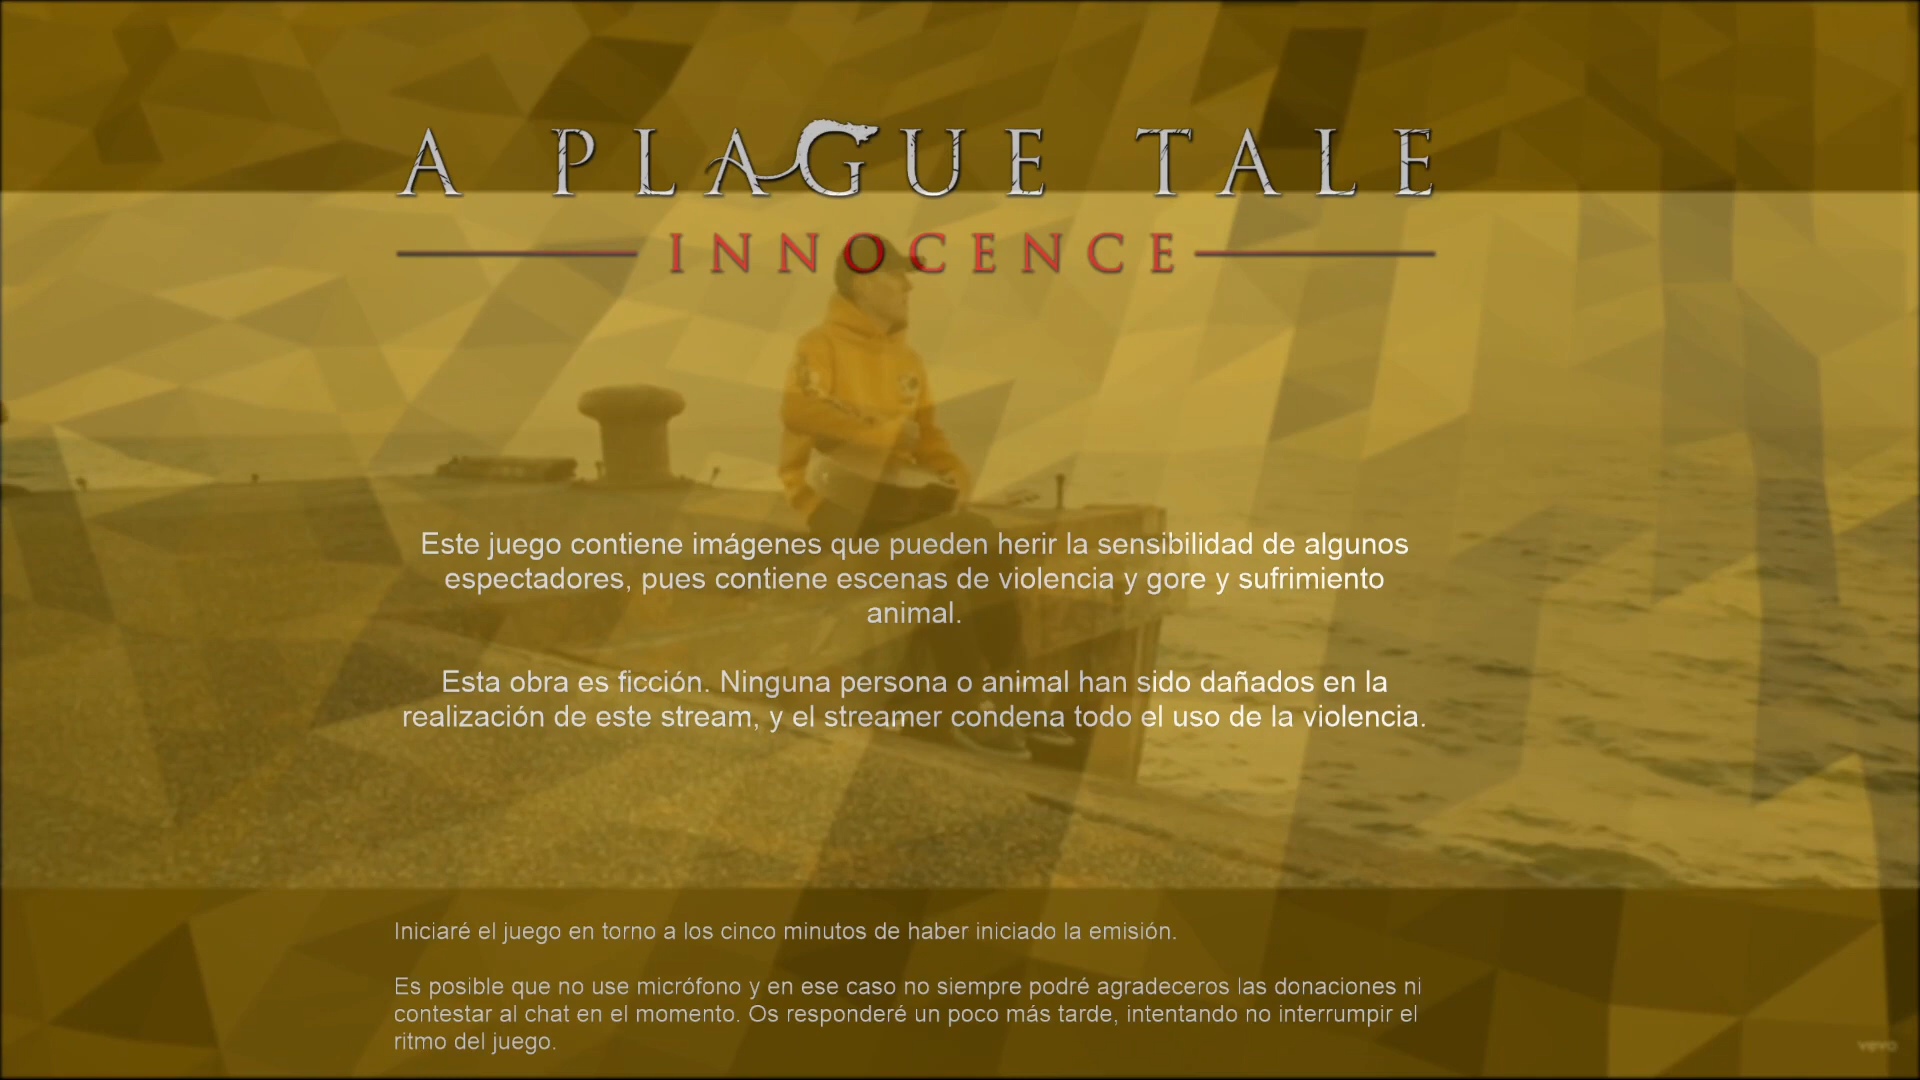 A PLAGUE TALE
INNOCENCE
Este juego contiene imágenes que pueden herir la sensibilidad de algunos
espectadores, pues contiene escenas de violencia y gore y sufrimiento
animal.
Esta obra es ficción. Ninguna persona o animal han sido dañados en la
realización de este stream, y el streamer condena todo el uso de la violencia.
Iniciaré el juego en torno a los cinco minutos de haber iniciado la emisión.
Es posible que no use micrófono y en ese caso no siempre podré agradeceros las donaciones ni
contestar al chat en el momento. Os responderé un poco más tarde, intentando no interrumpir el
ritmo del juego.
vevo